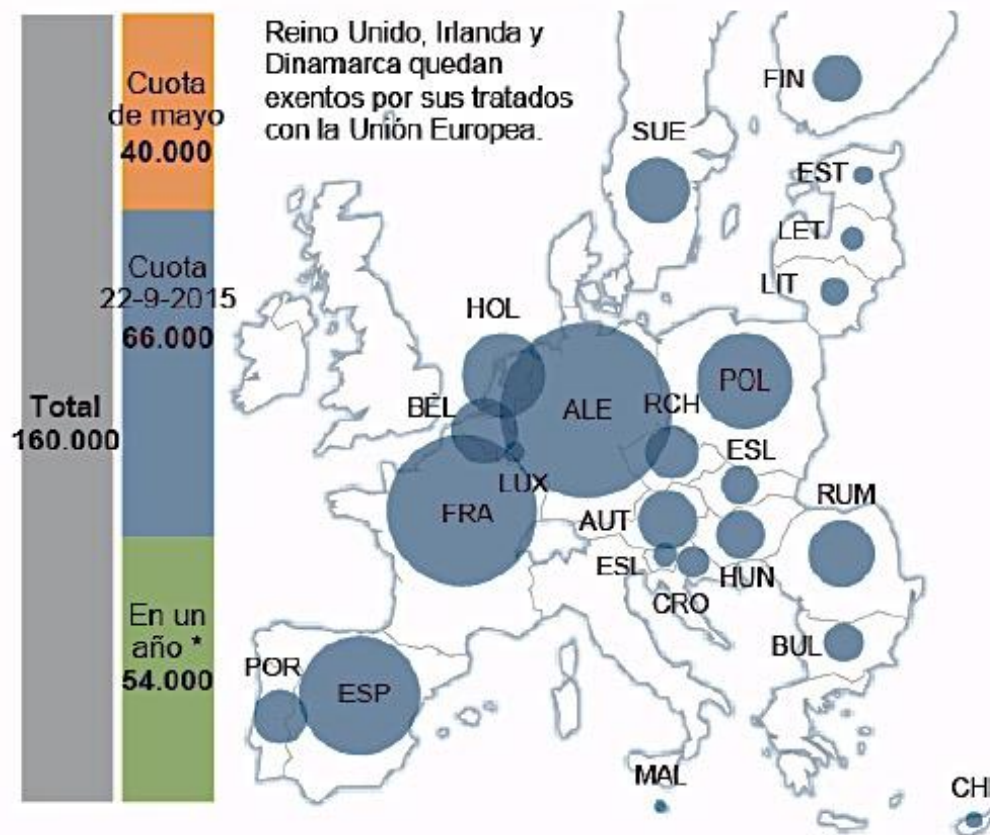 Total
160.000
Cuota
de mayo
40.000
Cuota
22-9-2015
66.000
En un
año *
54.000
Reino Unido, Irlanda y
Dinamarca quedan
exentos por sus tratados
con la Unión Europea.
FIN
SUE
EST
LET
LIT
HOL
BÉL
ALE
RCH
POL
LUX
ESL
FRA
AUT
RUM
ESL
HUN
CRO
BUL
POR
ESP
MAL
CHI